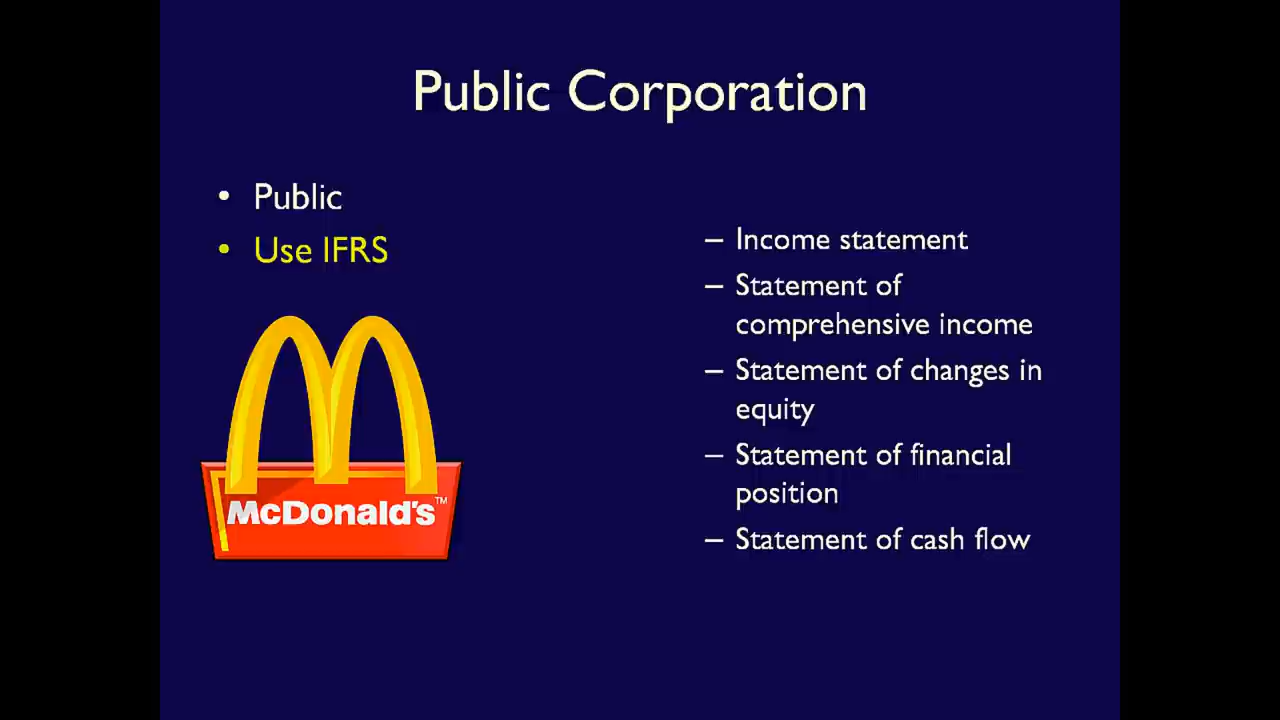 Public Corporation
• Public
• Use IFRS
McDonald's™
– Income statement
– Statement of
comprehensive income
– Statement of changes in
equity
– Statement of financial
position
– Statement of cash flow